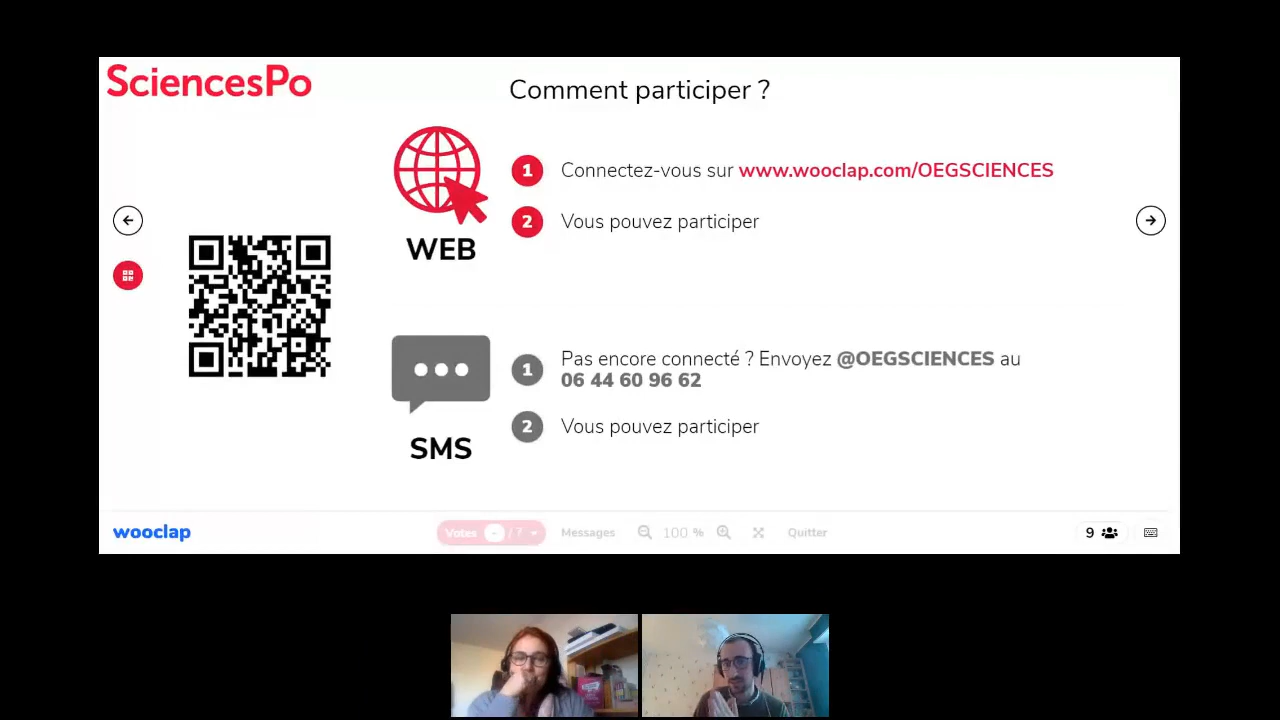 SciencesPo
Comment participer ?
1 Connectez-vous sur www.wooclap.com/OEGSCIENCES
2 Vous pouvez participer
WEB
1 Pas encore connecté ? Envoyez @OEGSCIENCES au
06 44 60 96 62
2 Vous pouvez participer
SMS
wooclap
Votes - / 7
Messages
100 %
Quitter
9